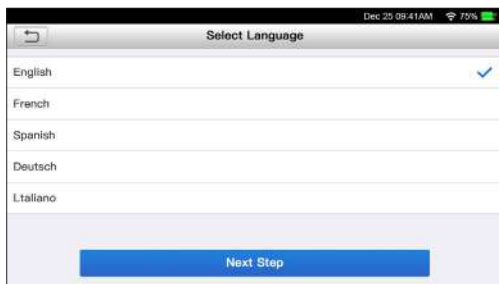 Dec 25 09:41AM 75%
Select Language
English
French
Spanish
Deutsch
Ltaliano
Next Step